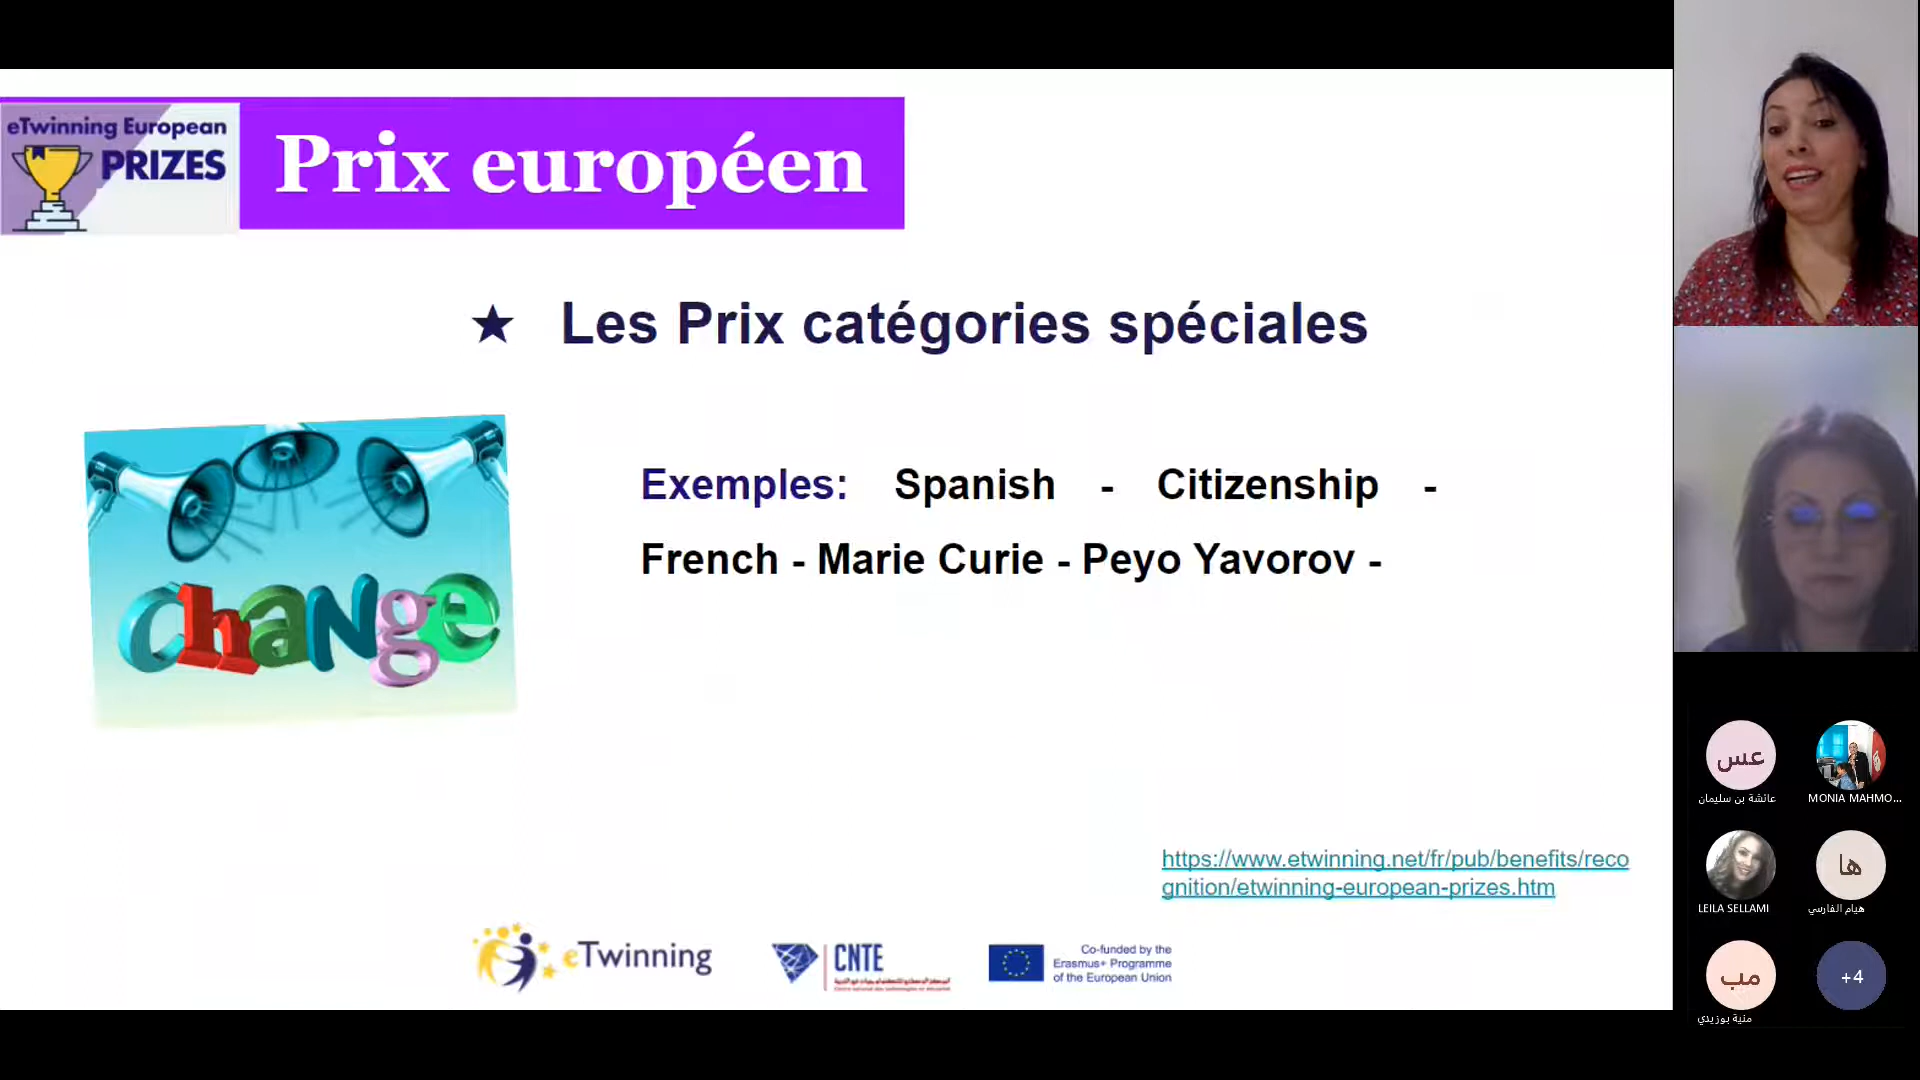 eTwinning European
PRIZES
Prix européen
★ Les Prix catégories spéciales
change
Exemples: Spanish - Citizenship -
French - Marie Curie - Peyo Yavorov -
https://www.etwinning.net/fr/pub/benefits/reco
gnition/etwinning-european-prizes.htm
eTwinning
CNTE
Co-funded by the
Erasmus+ Programme
of the European Union
عس
عائشة بن سليمان
MONIA MAHMO...
LEILA SELLAMI
ها
هيام الفارسي
مب
منية بوزيدي
+4